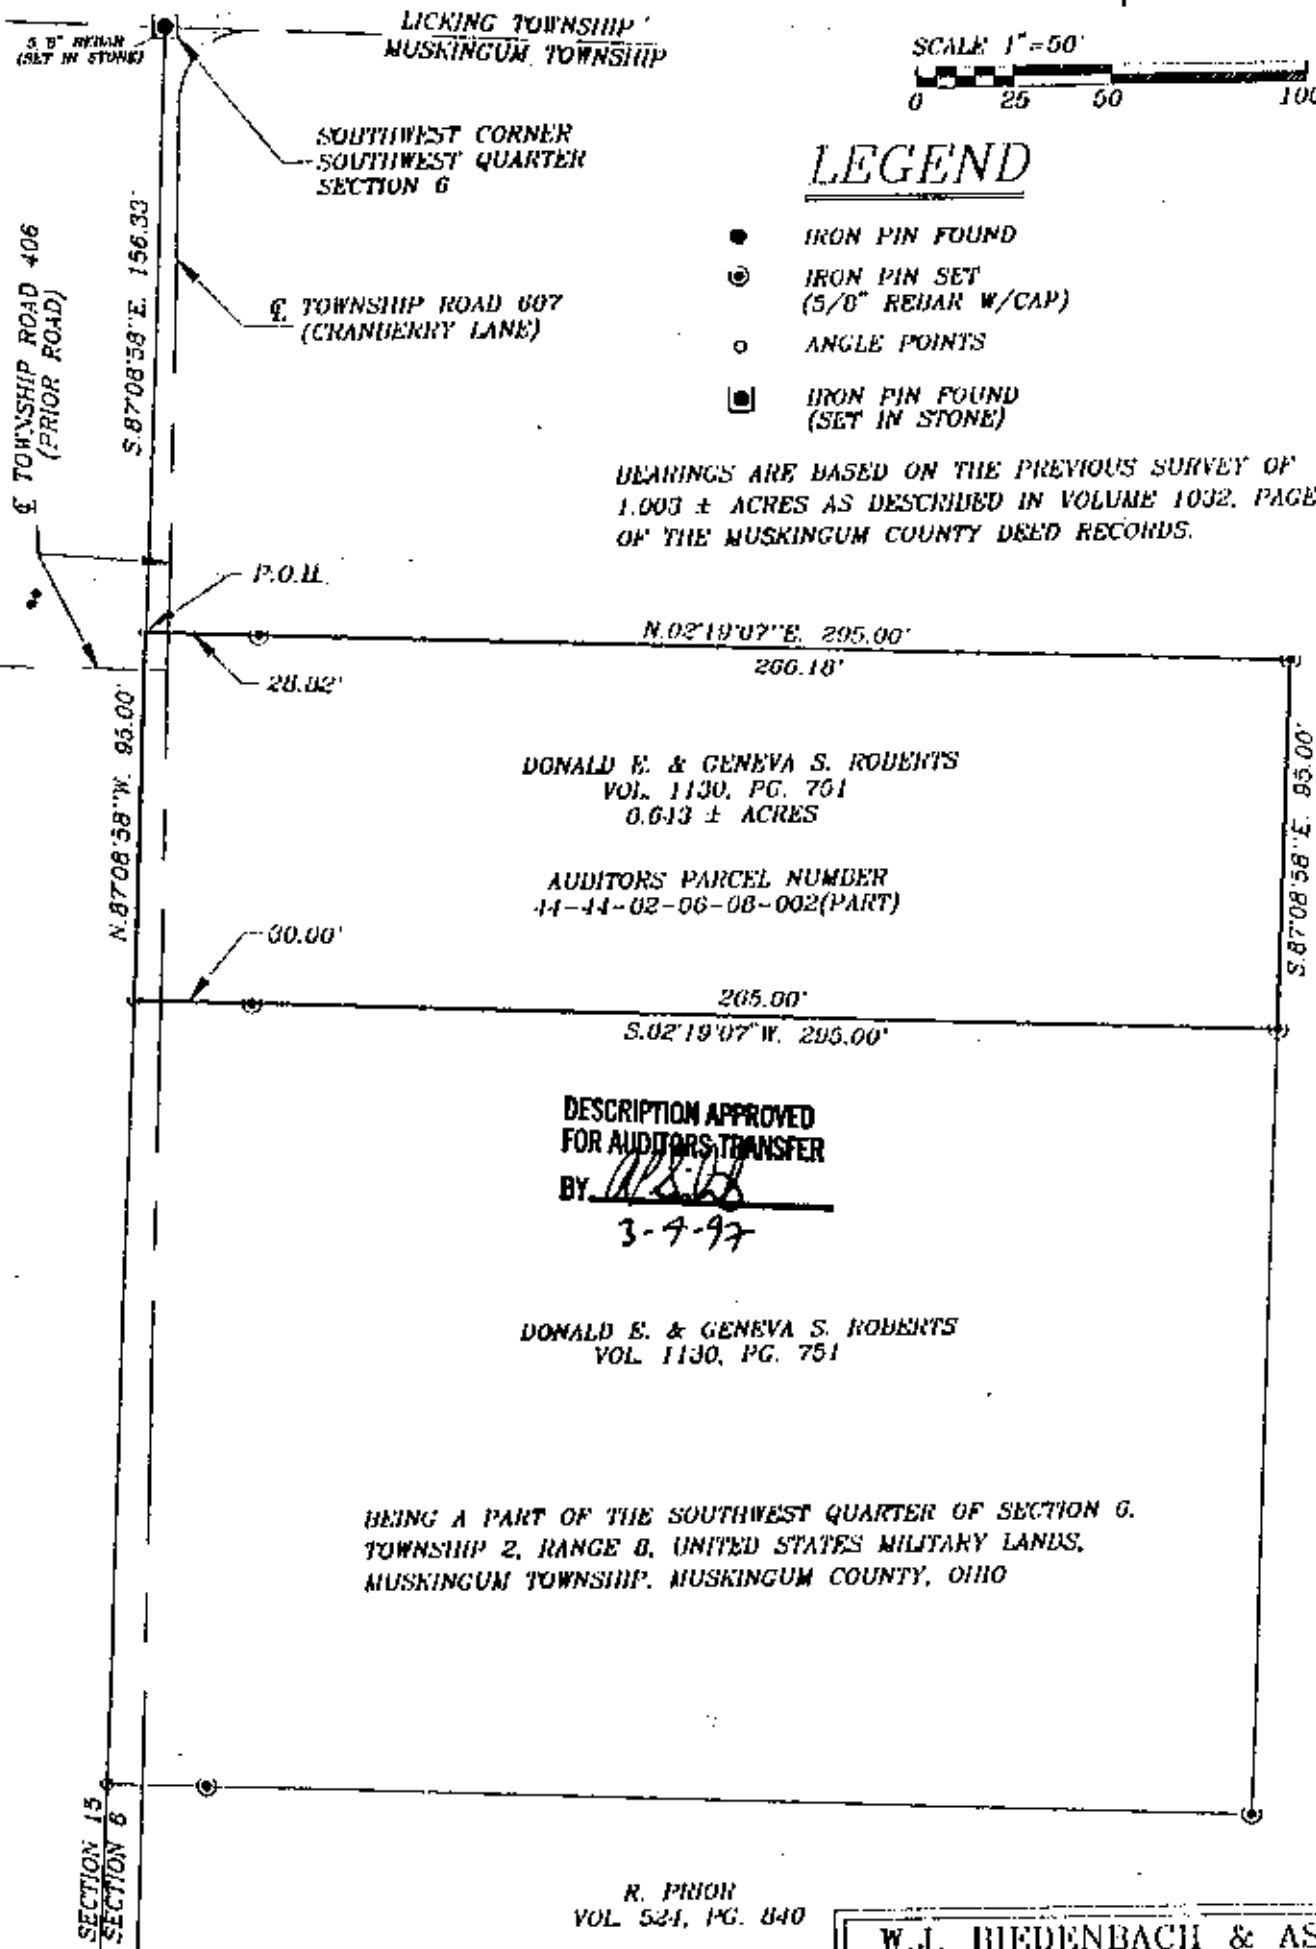 LICKING TOWNSHIP
MUSKINGUM TOWNSHIP
5/8" REBAR
(SET IN STONE)
SCALE 1"=50'
0 25 50 100
SOUTHWEST CORNER
SOUTHWEST QUARTER
SECTION 6
LEGEND
IRON PIN FOUND
IRON PIN SET
(5/8" REBAR W/CAP)
ANGLE POINTS
IRON PIN FOUND
(SET IN STONE)
S.87°08'58"E. 156.33'
℄ TOWNSHIP ROAD 406
(PRIOR ROAD)
℄ TOWNSHIP ROAD 607
(CRANBERRY LANE)
BEARINGS ARE BASED ON THE PREVIOUS SURVEY OF
1.003 ± ACRES AS DESCRIBED IN VOLUME 1032, PAGE
OF THE MUSKINGUM COUNTY DEED RECORDS.
P.O.B.
N.02°19'07"E. 295.00'
266.18'
28.82'
N.87°08'58"W. 95.00'
S.87°08'58"E. 95.00'
DONALD E. & GENEVA S. ROBERTS
VOL. 1130, PG. 751
0.643 ± ACRES
AUDITORS PARCEL NUMBER
44-44-02-06-08-002(PART)
30.00'
265.00'
S.02°19'07"W. 295.00'
DESCRIPTION APPROVED
FOR AUDITORS TRANSFER
BY
3-4-97
DONALD E. & GENEVA S. ROBERTS
VOL. 1130, PG. 751
BEING A PART OF THE SOUTHWEST QUARTER OF SECTION 6,
TOWNSHIP 2, RANGE 8, UNITED STATES MILITARY LANDS,
MUSKINGUM TOWNSHIP, MUSKINGUM COUNTY, OHIO
SECTION 15
SECTION 6
R. PRIOR
VOL. 524, PG. 840
W.J. BIEDENBACH & AS